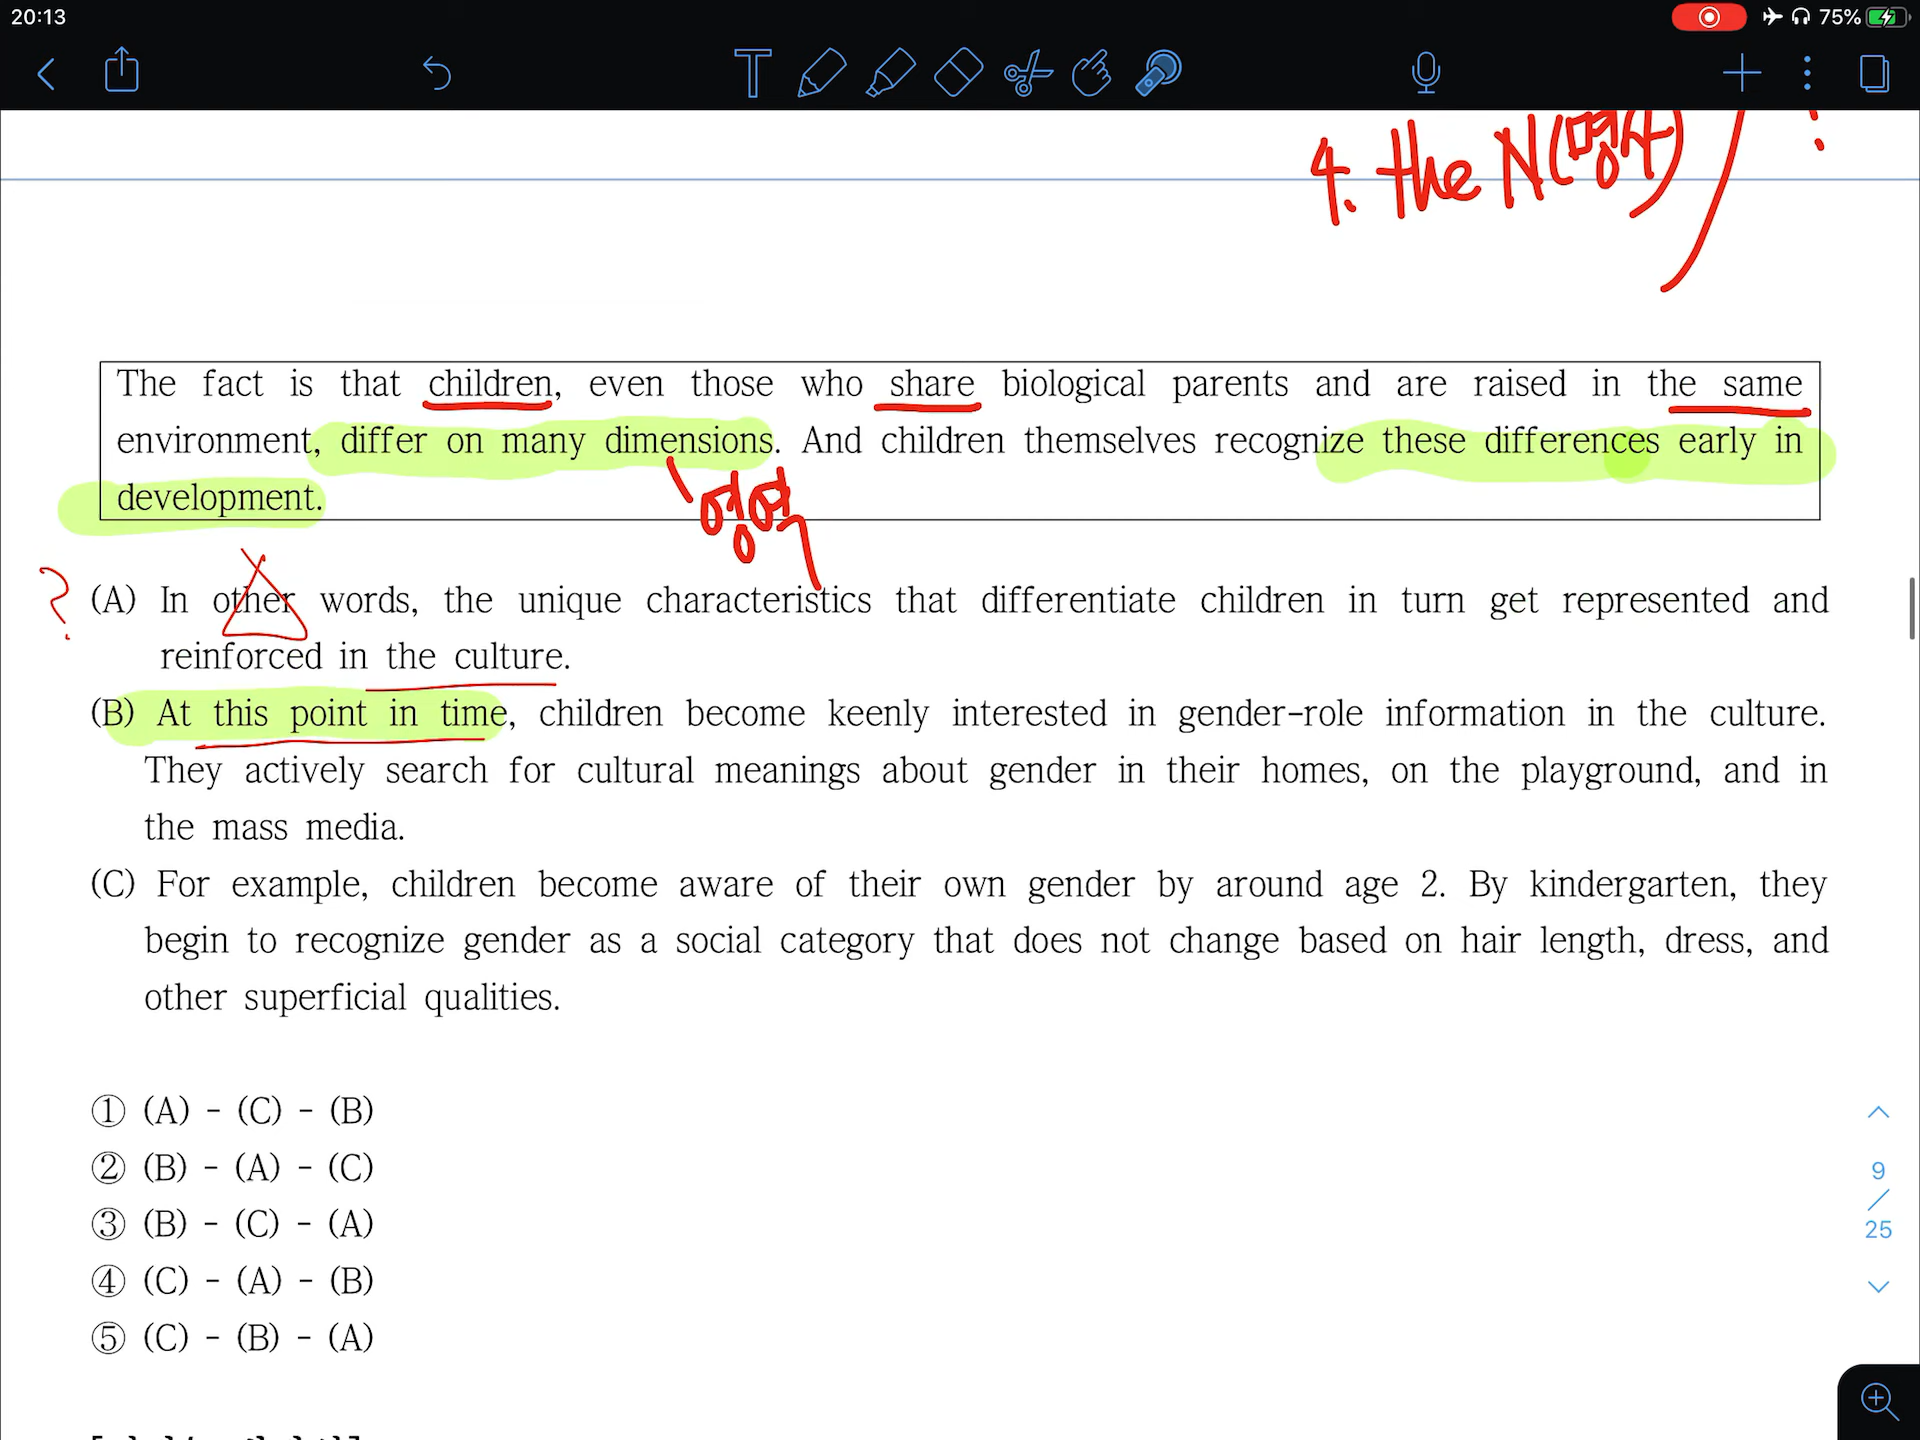 20:13
75%
4. the N(명사)
The fact is that children, even those who share biological parents and are raised in the same
environment, differ on many dimensions. And children themselves recognize these differences early in
development.
영역
? (A) In other words, the unique characteristics that differentiate children in turn get represented and
reinforced in the culture.
(B) At this point in time, children become keenly interested in gender-role information in the culture.
They actively search for cultural meanings about gender in their homes, on the playground, and in
the mass media.
(C) For example, children become aware of their own gender by around age 2. By kindergarten, they
begin to recognize gender as a social category that does not change based on hair length, dress, and
other superficial qualities.
① (A) - (C) - (B)
② (B) - (A) - (C)
③ (B) - (C) - (A)
④ (C) - (A) - (B)
⑤ (C) - (B) - (A)
9
/
25